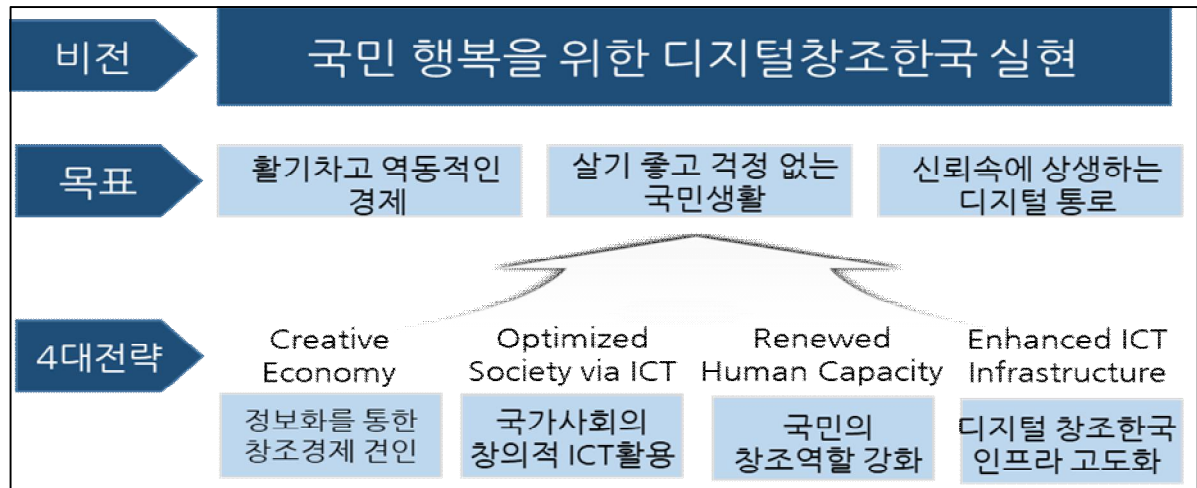 비전
국민 행복을 위한 디지털창조한국 실현
목표
활기차고 역동적인
경제
살기 좋고 걱정 없는
국민생활
신뢰속에 상생하는
디지털 통로
4대전략
Creative
Economy
정보화를 통한
창조경제 견인
Optimized
Society via ICT
국가사회의
창의적 ICT활용
Renewed
Human Capacity
국민의
창조역할 강화
Enhanced ICT
Infrastructure
디지털 창조한국
인프라 고도화